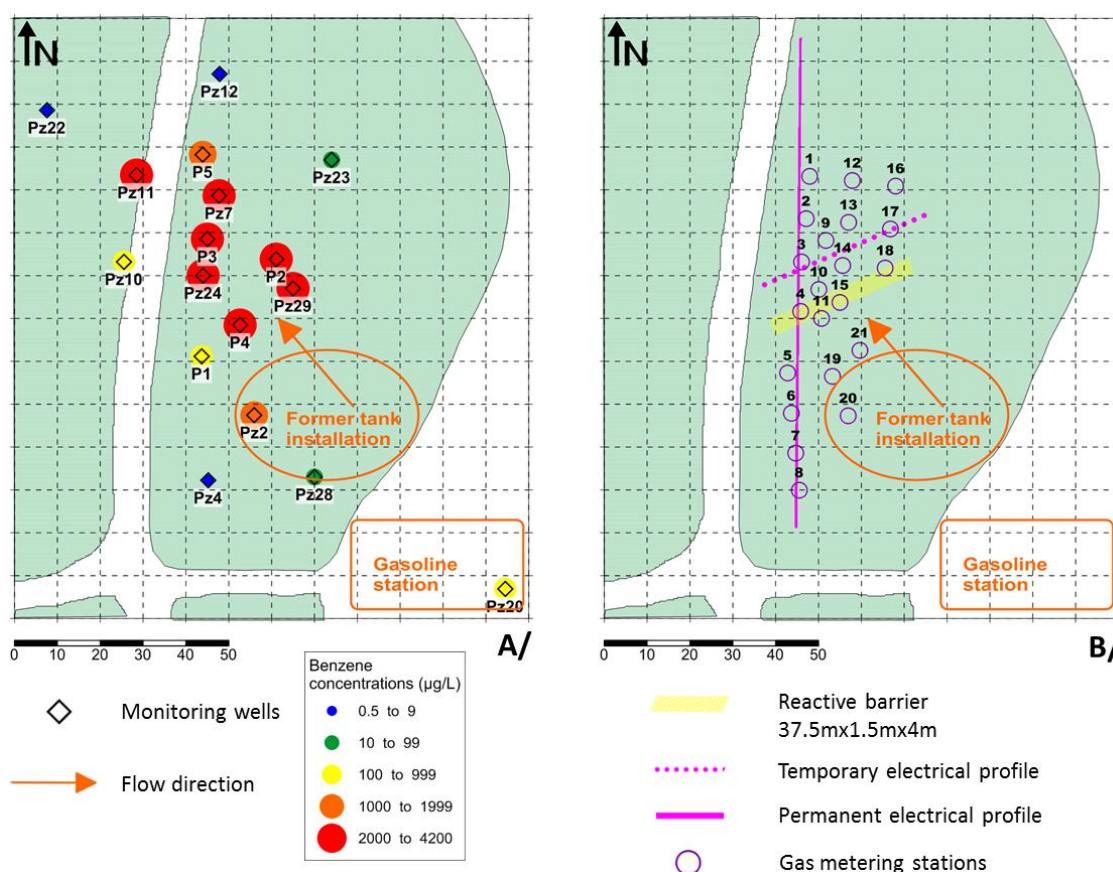 N
Pz12
Pz22
P5
Pz11
Pz23
Pz7
P3
P2
Pz10
Pz24
Pz29
P4
P1
Former tank
installation
Pz2
Pz4
Pz28
Gasoline
station
Pz20
A/
0 10 20 30 40 50
Monitoring wells
Flow direction
Benzene
concentrations (µg/L)
0.5 to 9
10 to 99
100 to 999
1000 to 1999
2000 to 4200
N
1
12
16
2
13
17
9
3
14
18
10
15
4
11
21
5
19
6
20
Former tank
installation
7
8
Gasoline
station
B/
0 10 20 30 40 50
Reactive barrier
37.5mx1.5mx4m
Temporary electrical profile
Permanent electrical profile
Gas metering stations